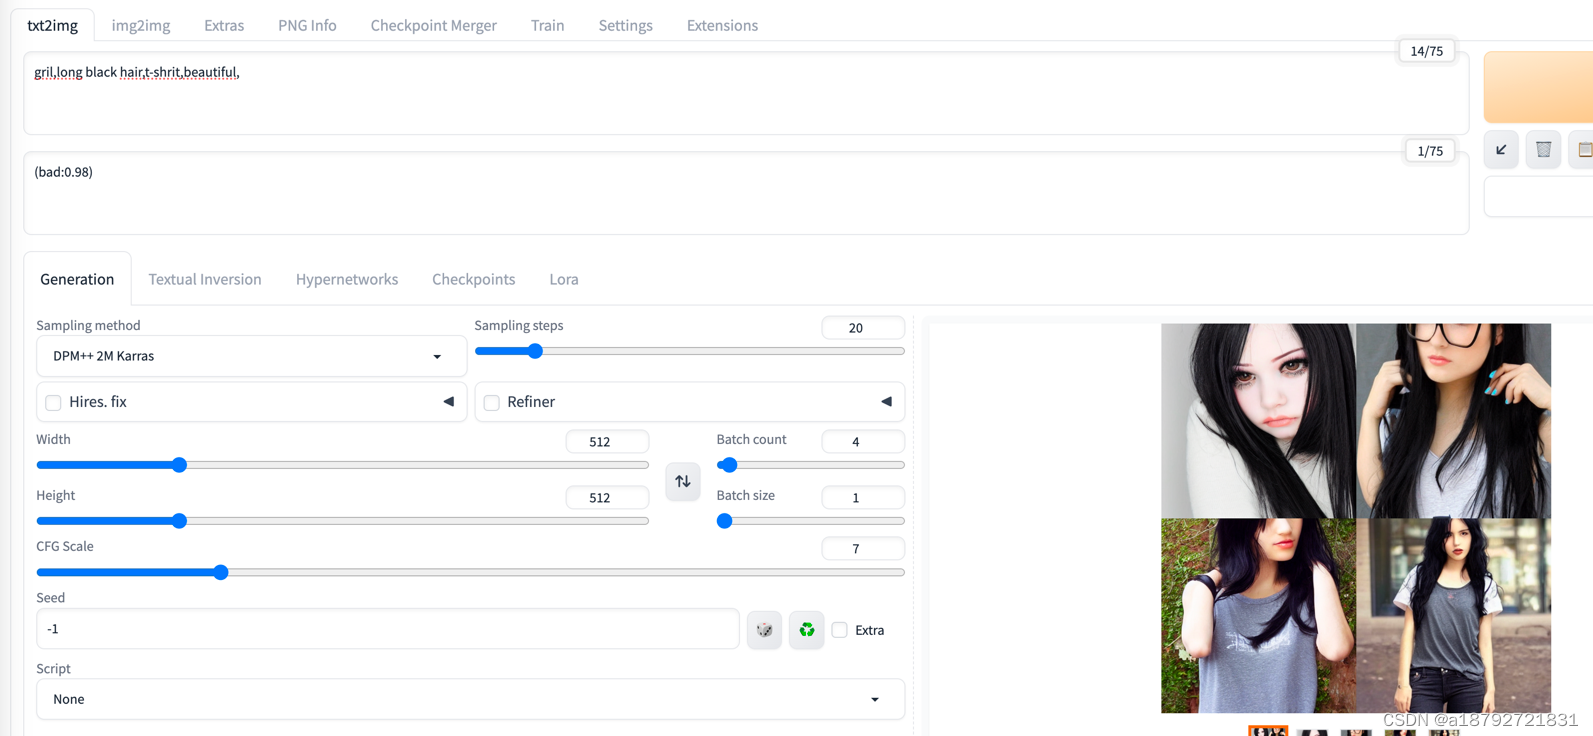 txt2img img2img Extras PNG Info Checkpoint Merger Train Settings Extensions
14/75
gril,long black hair,t-shrit,beautiful,
1/75
(bad:0.98)
Generation Textual Inversion Hypernetworks Checkpoints Lora
Sampling method Sampling steps 20
DPM++ 2M Karras
Hires. fix Refiner
Width 512 Batch count 4
Height 512 Batch size 1
CFG Scale 7
Seed
-1 Extra
Script
None
CSDN @a18792721831